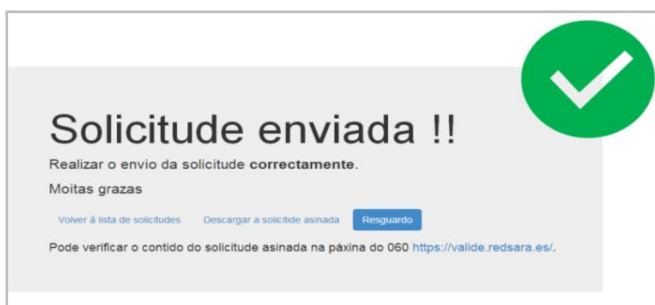 Solicitude enviada !!
Realizar o envio da solicitude correctamente.
Moitas grazas
Volver á lista de solicitudes Descargar a solicitide asinada Resguardo
Pode verificar o contido do solicitude asinada na páxina do 060 https://valide.redsara.es/.